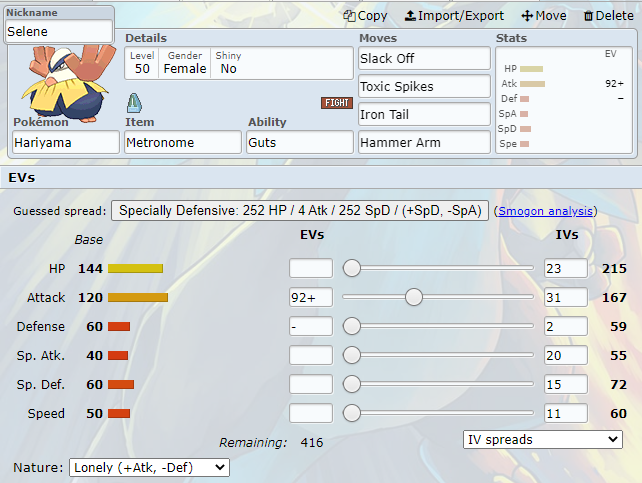 Nickname
Selene
Copy Import/Export Move Delete
Details
Level Gender Shiny
50 Female No
FIGHT
Pokémon Item Ability
Hariyama Metronome Guts
Moves
Slack Off
Toxic Spikes
Iron Tail
Hammer Arm
Stats
EV
HP
Atk 92+
Def −
SpA
SpD
Spe
EVs
Guessed spread: Specially Defensive: 252 HP / 4 Atk / 252 SpD / (+SpD, -SpA) (Smogon analysis)
Base EVs IVs
HP 144 23 215
Attack 120 92+ 31 167
Defense 60 - 2 59
Sp. Atk. 40 20 55
Sp. Def. 60 15 72
Speed 50 11 60
Remaining: 416 IV spreads
Nature: Lonely (+Atk, -Def)